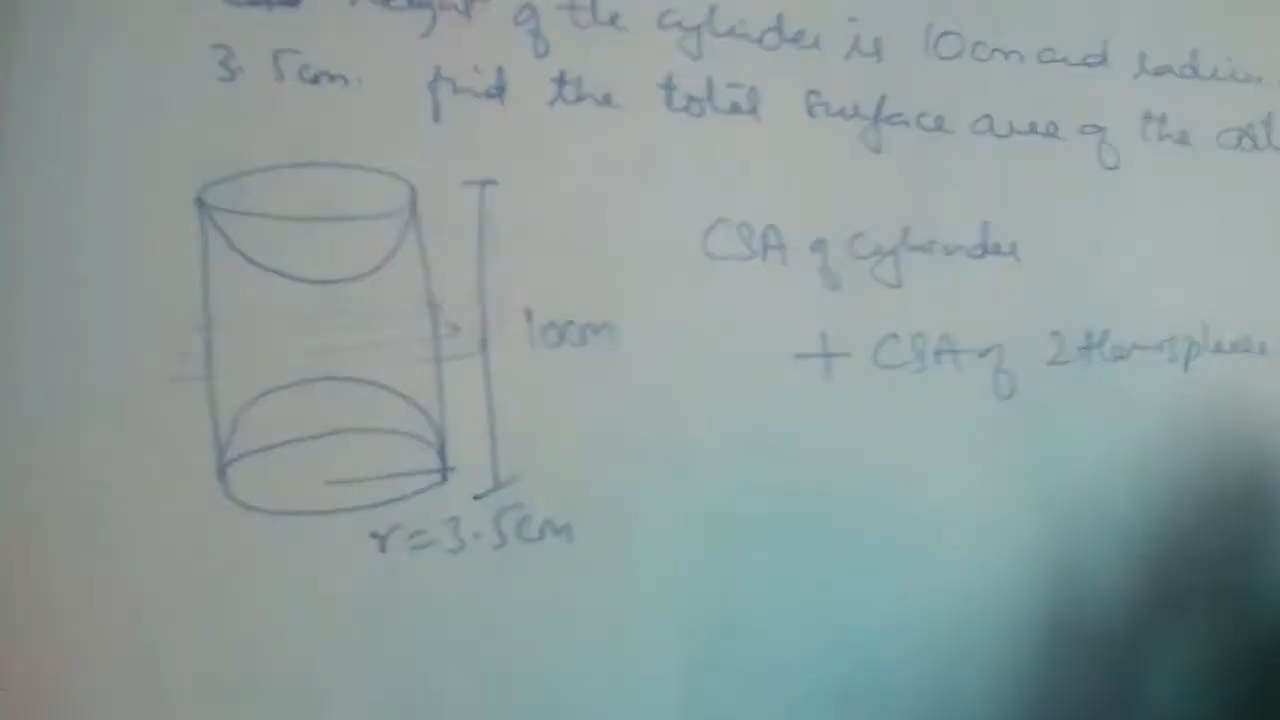 height of the cylinder is 10cm and radius
3.5cm. find the total surface area of the
CSA of cylinder
10cm
+ CSA of 2 Hemisphere
r=3.5cm